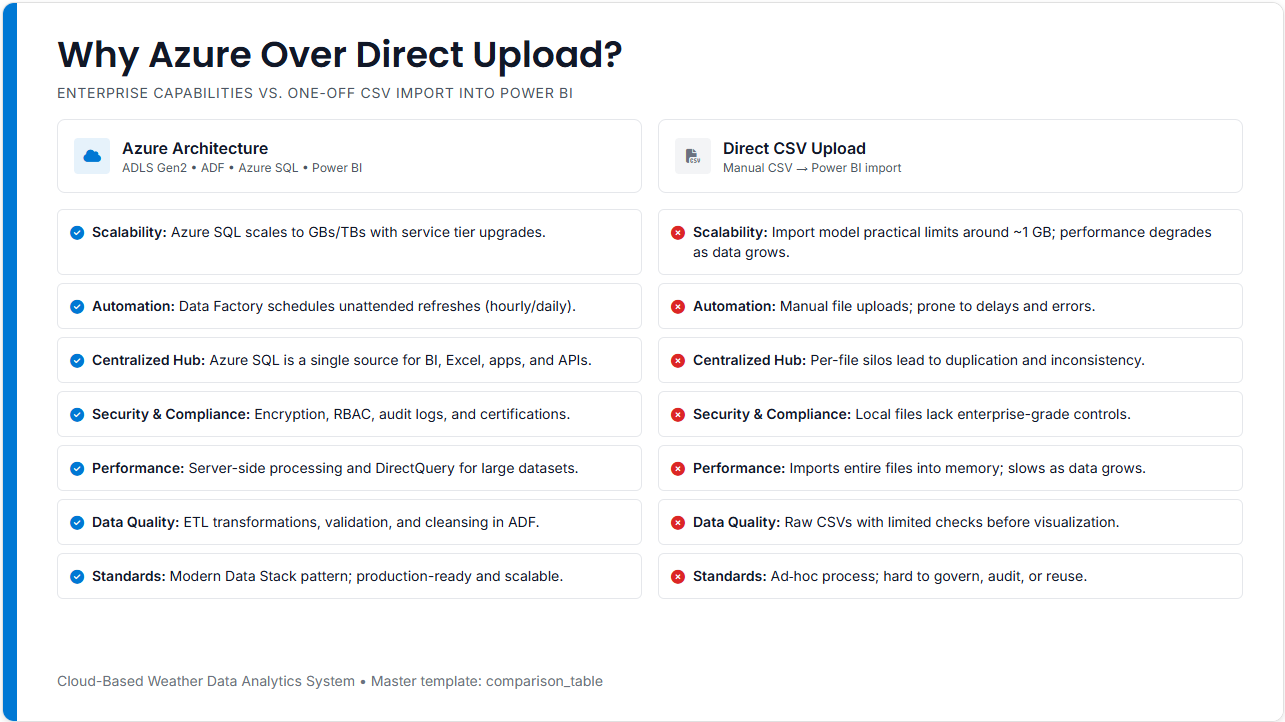 Why Azure Over Direct Upload?
ENTERPRISE CAPABILITIES VS. ONE-OFF CSV IMPORT INTO POWER BI
Azure Architecture
ADLS Gen2 • ADF • Azure SQL • Power BI
CSV
Direct CSV Upload
Manual CSV → Power BI import
Scalability: Azure SQL scales to GBs/TBs with service tier upgrades.
Scalability: Import model practical limits around ~1 GB; performance degrades
as data grows.
Automation: Data Factory schedules unattended refreshes (hourly/daily).
Automation: Manual file uploads; prone to delays and errors.
Centralized Hub: Azure SQL is a single source for BI, Excel, apps, and APIs.
Centralized Hub: Per-file silos lead to duplication and inconsistency.
Security & Compliance: Encryption, RBAC, audit logs, and certifications.
Security & Compliance: Local files lack enterprise-grade controls.
Performance: Server-side processing and DirectQuery for large datasets.
Performance: Imports entire files into memory; slows as data grows.
Data Quality: ETL transformations, validation, and cleansing in ADF.
Data Quality: Raw CSVs with limited checks before visualization.
Standards: Modern Data Stack pattern; production-ready and scalable.
Standards: Ad-hoc process; hard to govern, audit, or reuse.
Cloud-Based Weather Data Analytics System • Master template: comparison_table